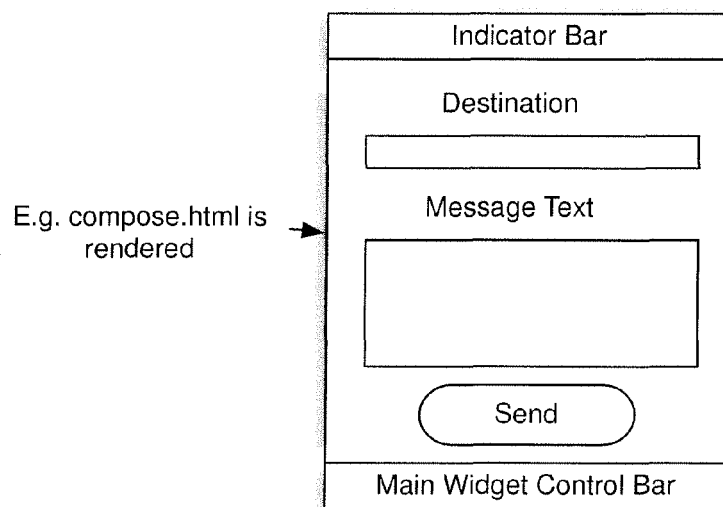 Indicator Bar
Destination
Message Text
E.g. compose.html is
rendered
Send
Main Widget Control Bar